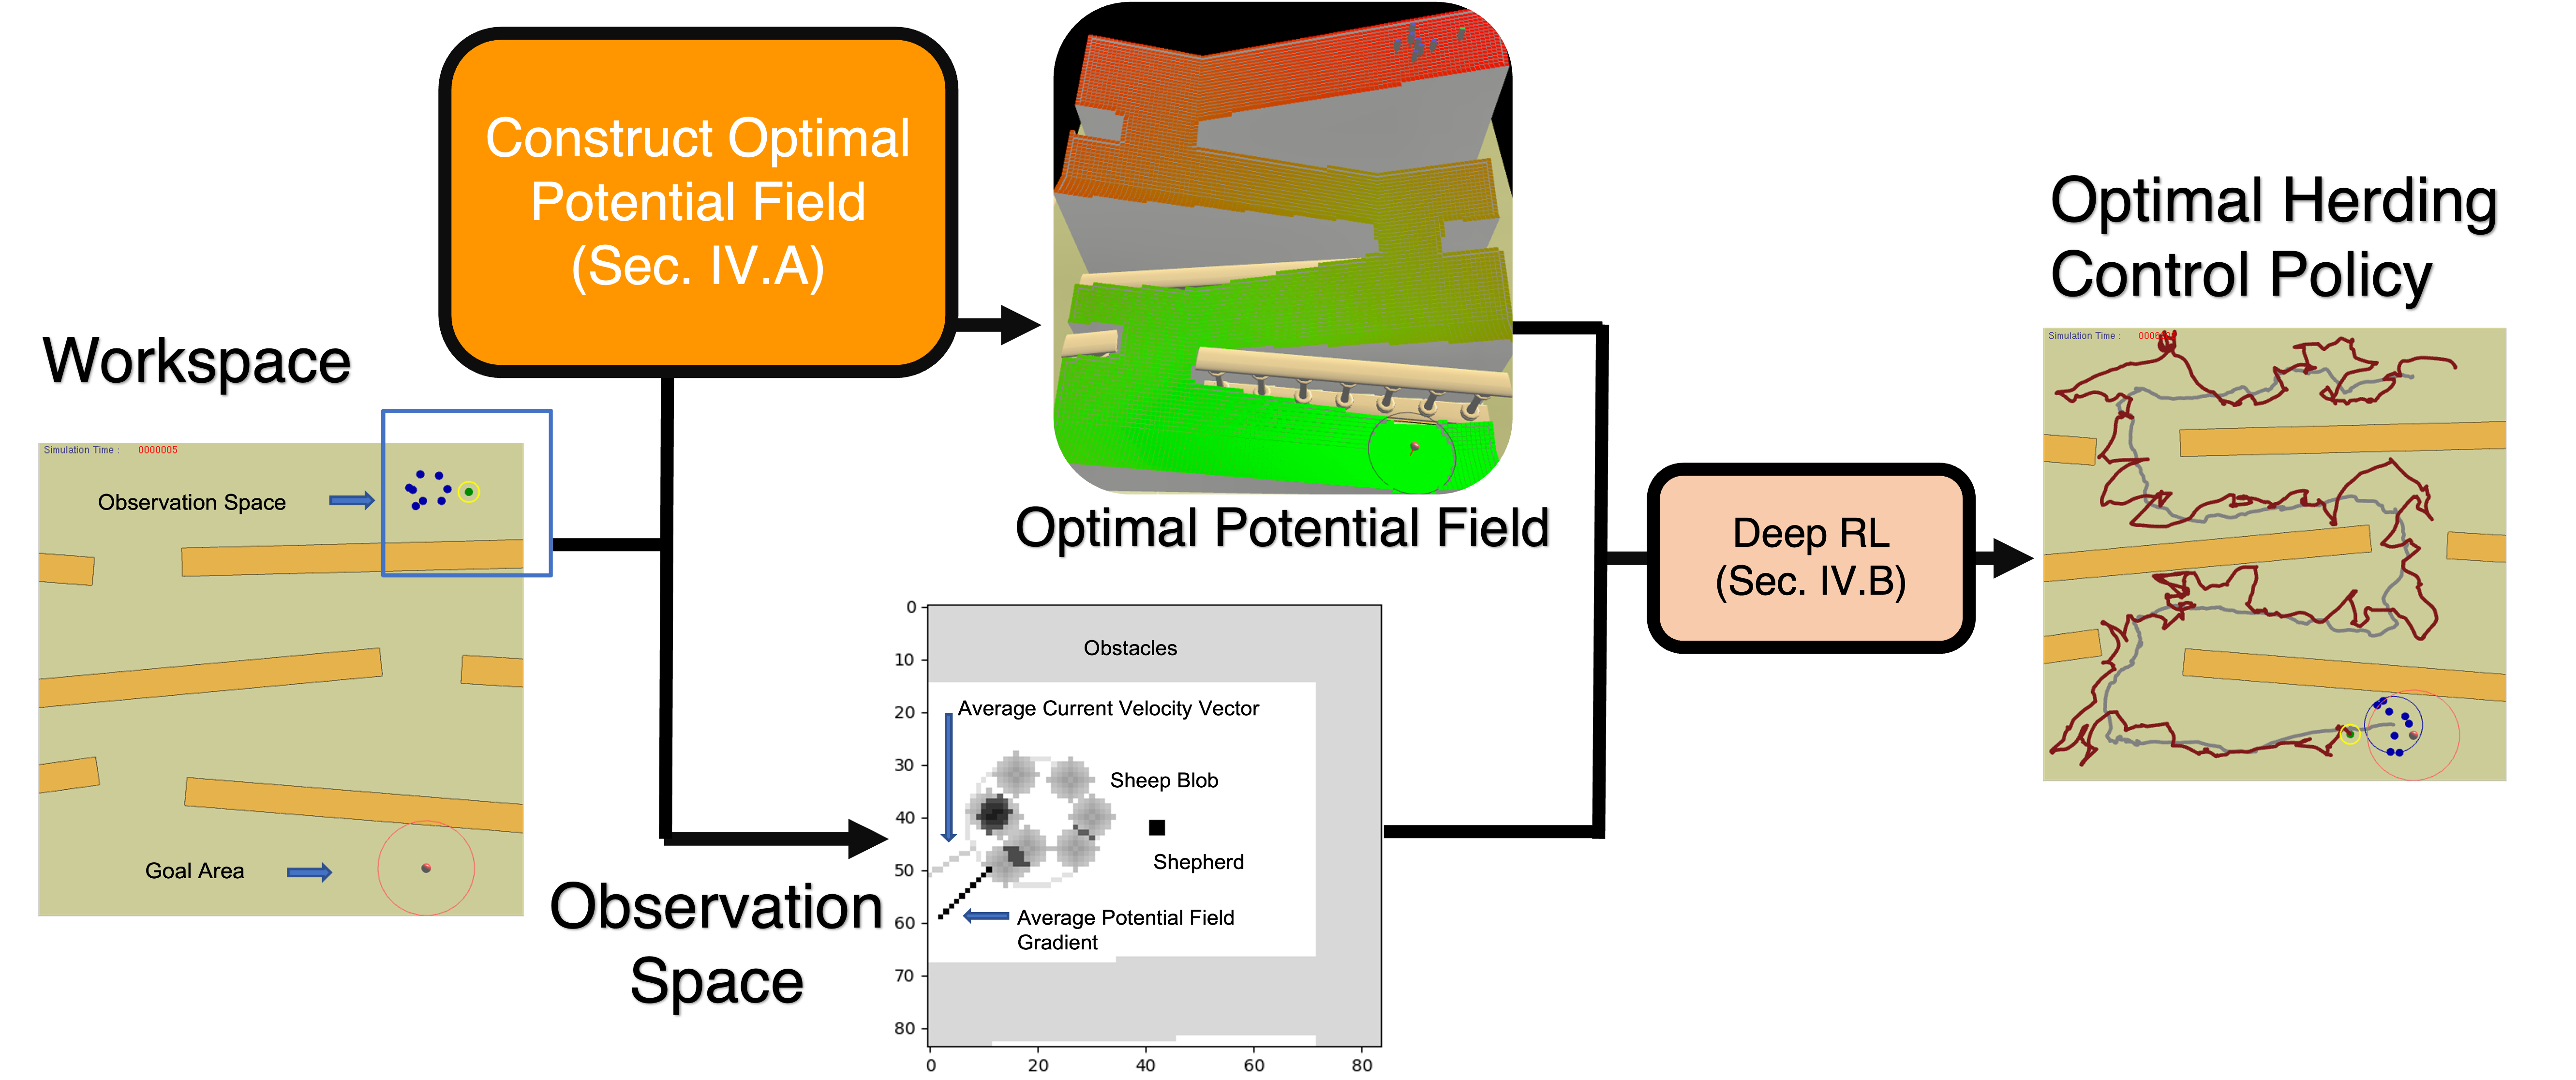 Workspace
Simulation Time : 0000005
Observation Space
Goal Area
Construct Optimal
Potential Field
(Sec. IV.A)
Optimal Potential Field
Observation
Space
0
10
20
30
40
50
60
70
80
Obstacles
Average Current Velocity Vector
Sheep Blob
Shepherd
Average Potential Field
Gradient
0 20 40 60 80
Deep RL
(Sec. IV.B)
Optimal Herding
Control Policy
Simulation Time :